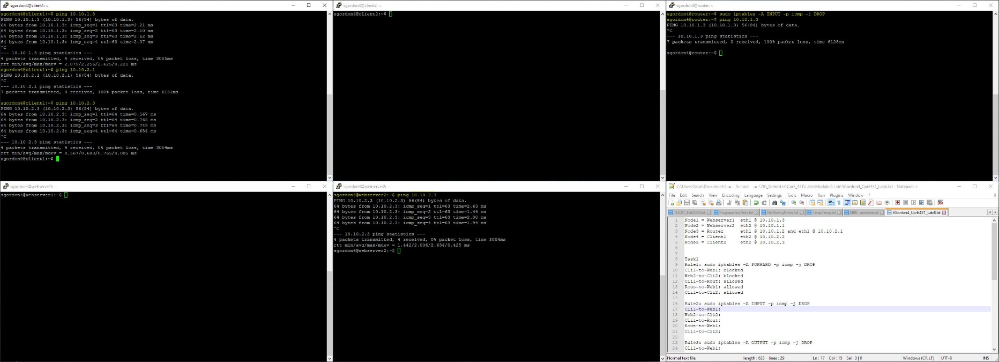 sgordon4@client1: ~
sgordon4@client1:~$ ping 10.10.1.3
PING 10.10.1.3 (10.10.1.3) 56(84) bytes of data.
64 bytes from 10.10.1.3: icmp_seq=1 ttl=63 time=2.21 ms
64 bytes from 10.10.1.3: icmp_seq=2 ttl=63 time=2.10 ms
64 bytes from 10.10.1.3: icmp_seq=3 ttl=63 time=2.62 ms
64 bytes from 10.10.1.3: icmp_seq=4 ttl=63 time=2.07 ms
^C
--- 10.10.1.3 ping statistics ---
4 packets transmitted, 4 received, 0% packet loss, time 3005ms
rtt min/avg/max/mdev = 2.079/2.256/2.625/0.221 ms
sgordon4@client1:~$ ping 10.10.2.1
PING 10.10.2.1 (10.10.2.1) 56(84) bytes of data.
^C
--- 10.10.2.1 ping statistics ---
7 packets transmitted, 0 received, 100% packet loss, time 6151ms
sgordon4@client1:~$ ping 10.10.2.3
PING 10.10.2.3 (10.10.2.3) 56(84) bytes of data.
64 bytes from 10.10.2.3: icmp_seq=1 ttl=64 time=0.567 ms
64 bytes from 10.10.2.3: icmp_seq=2 ttl=64 time=0.765 ms
64 bytes from 10.10.2.3: icmp_seq=3 ttl=64 time=0.749 ms
64 bytes from 10.10.2.3: icmp_seq=4 ttl=64 time=0.654 ms
^C
--- 10.10.2.3 ping statistics ---
4 packets transmitted, 4 received, 0% packet loss, time 3004ms
rtt min/avg/max/mdev = 0.567/0.683/0.765/0.085 ms
sgordon4@client1:~$
sgordon4@client2: ~
sgordon4@client2:~$
sgordon4@router: ~
sgordon4@router:~$ sudo iptables -A INPUT -p icmp -j DROP
sgordon4@router:~$ ping 10.10.1.3
PING 10.10.1.3 (10.10.1.3) 56(84) bytes of data.
^C
--- 10.10.1.3 ping statistics ---
7 packets transmitted, 0 received, 100% packet loss, time 6128ms
sgordon4@router:~$
sgordon4@webserver1: ~
sgordon4@webserver1:~$
sgordon4@webserver2: ~
sgordon4@webserver2:~$ ping 10.10.2.3
PING 10.10.2.3 (10.10.2.3) 56(84) bytes of data.
64 bytes from 10.10.2.3: icmp_seq=1 ttl=63 time=2.63 ms
64 bytes from 10.10.2.3: icmp_seq=2 ttl=63 time=1.44 ms
64 bytes from 10.10.2.3: icmp_seq=3 ttl=63 time=2.00 ms
64 bytes from 10.10.2.3: icmp_seq=4 ttl=63 time=1.94 ms
^C
--- 10.10.2.3 ping statistics ---
4 packets transmitted, 4 received, 0% packet loss, time 3004ms
rtt min/avg/max/mdev = 1.442/2.006/2.634/0.425 ms
sgordon4@webserver2:~$
C:\Users\Sean\Documents\-=- School -=-\7th_Semester\CprE_431\Labs\Module 6 Lab\SGordon4_CprE431_Lab6.txt - Notepad++
File Edit Search View Encoding Language Settings Tools Macro Run Plugins Window ? X
TODO_Fall2020.txt ProgrammingRefs.txt FileStoringNotes.txt TempTemp.txt M06 - answers.txt SGordon4_CprE431_Lab6.txt
1 Node1 = Webserver1 eth1 @ 10.10.1.3
2 Node2 = Webserver2 eth2 @ 10.10.1.1
3 Node3 = Router eth1 @ 10.10.1.2 and eth1 @ 10.10.2.1
4 Node4 = Client1 eth2 @ 10.10.2.2
5 Node5 = Client2 eth2 @ 10.10.2.3
6
7
8 Task1
9 Rule1: sudo iptables -A FORWARD -p icmp -j DROP
10 Cli1-to-Web1: blocked
11 Web2-to-Cli2: blocked
12 Cli1-to-Rout: allowed
13 Rout-to-Web1: allowed
14 Cli1-to-Cli2: allowed
15
16 Rule2: sudo iptables -A INPUT -p icmp -j DROP
17 Cli1-to-Web1:
18 Web2-to-Cli2:
19 Cli1-to-Rout:
20 Rout-to-Web1:
21 Cli1-to-Cli2:
22
23 Rule3: sudo iptables -A OUTPUT -p icmp -j DROP
24 Cli1-to-Web1:
Normal text file length : 633 lines : 29 Ln : 17 Col : 15 Sel : 0 | 0 Windows (CR LF) UTF-8 INS